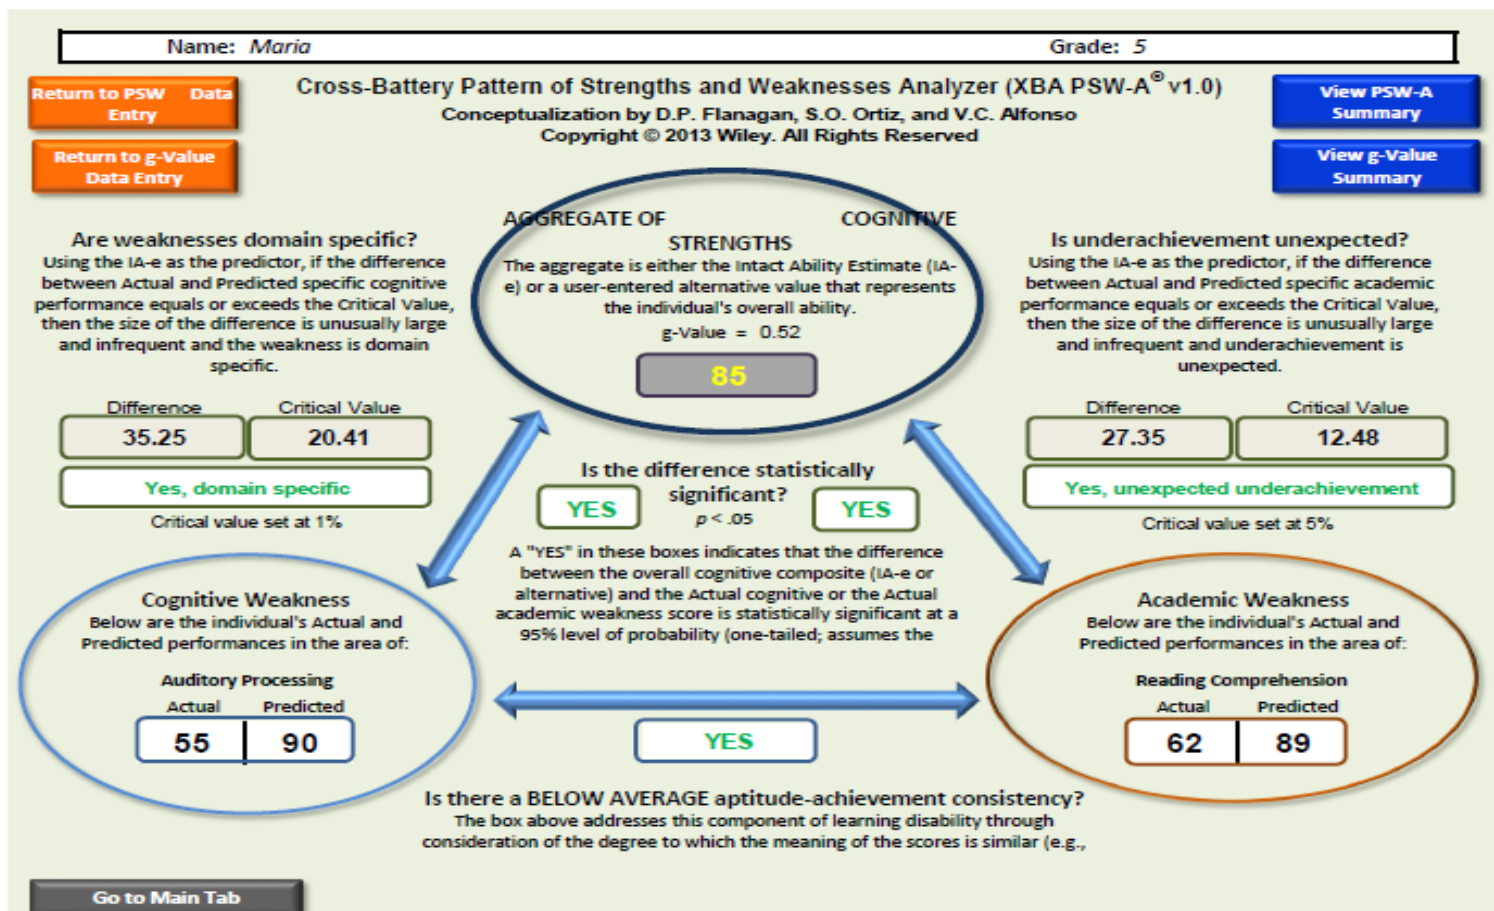 Name: Maria Grade: 5
Return to PSW Data
Entry
Return to g-Value
Data Entry
Cross-Battery Pattern of Strengths and Weaknesses Analyzer (XBA PSW-A® v1.0)
Conceptualization by D.P. Flanagan, S.O. Ortiz, and V.C. Alfonso
Copyright © 2013 Wiley. All Rights Reserved
View PSW-A
Summary
View g-Value
Summary
AGGREGATE OF COGNITIVE
STRENGTHS
The aggregate is either the Intact Ability Estimate (IA-
e) or a user-entered alternative value that represents
the individual's overall ability.
g-Value = 0.52
85
Are weaknesses domain specific?
Using the IA-e as the predictor, if the difference
between Actual and Predicted specific cognitive
performance equals or exceeds the Critical Value,
then the size of the difference is unusually large
and infrequent and the weakness is domain
specific.
Difference Critical Value
35.25 20.41
Yes, domain specific
Critical value set at 1%
Is underachievement unexpected?
Using the IA-e as the predictor, if the difference
between Actual and Predicted specific academic
performance equals or exceeds the Critical Value,
then the size of the difference is unusually large
and infrequent and underachievement is
unexpected.
Difference Critical Value
27.35 12.48
Yes, unexpected underachievement
Critical value set at 5%
Is the difference statistically
significant?
p < .05
YES YES
A "YES" in these boxes indicates that the difference
between the overall cognitive composite (IA-e or
alternative) and the Actual cognitive or the Actual
academic weakness score is statistically significant at a
95% level of probability (one-tailed; assumes the
Cognitive Weakness
Below are the individual's Actual and
Predicted performances in the area of:
Auditory Processing
Actual Predicted
55 90
Academic Weakness
Below are the individual's Actual and
Predicted performances in the area of:
Reading Comprehension
Actual Predicted
62 89
YES
Is there a BELOW AVERAGE aptitude-achievement consistency?
The box above addresses this component of learning disability through
consideration of the degree to which the meaning of the scores is similar (e.g.,
Go to Main Tab